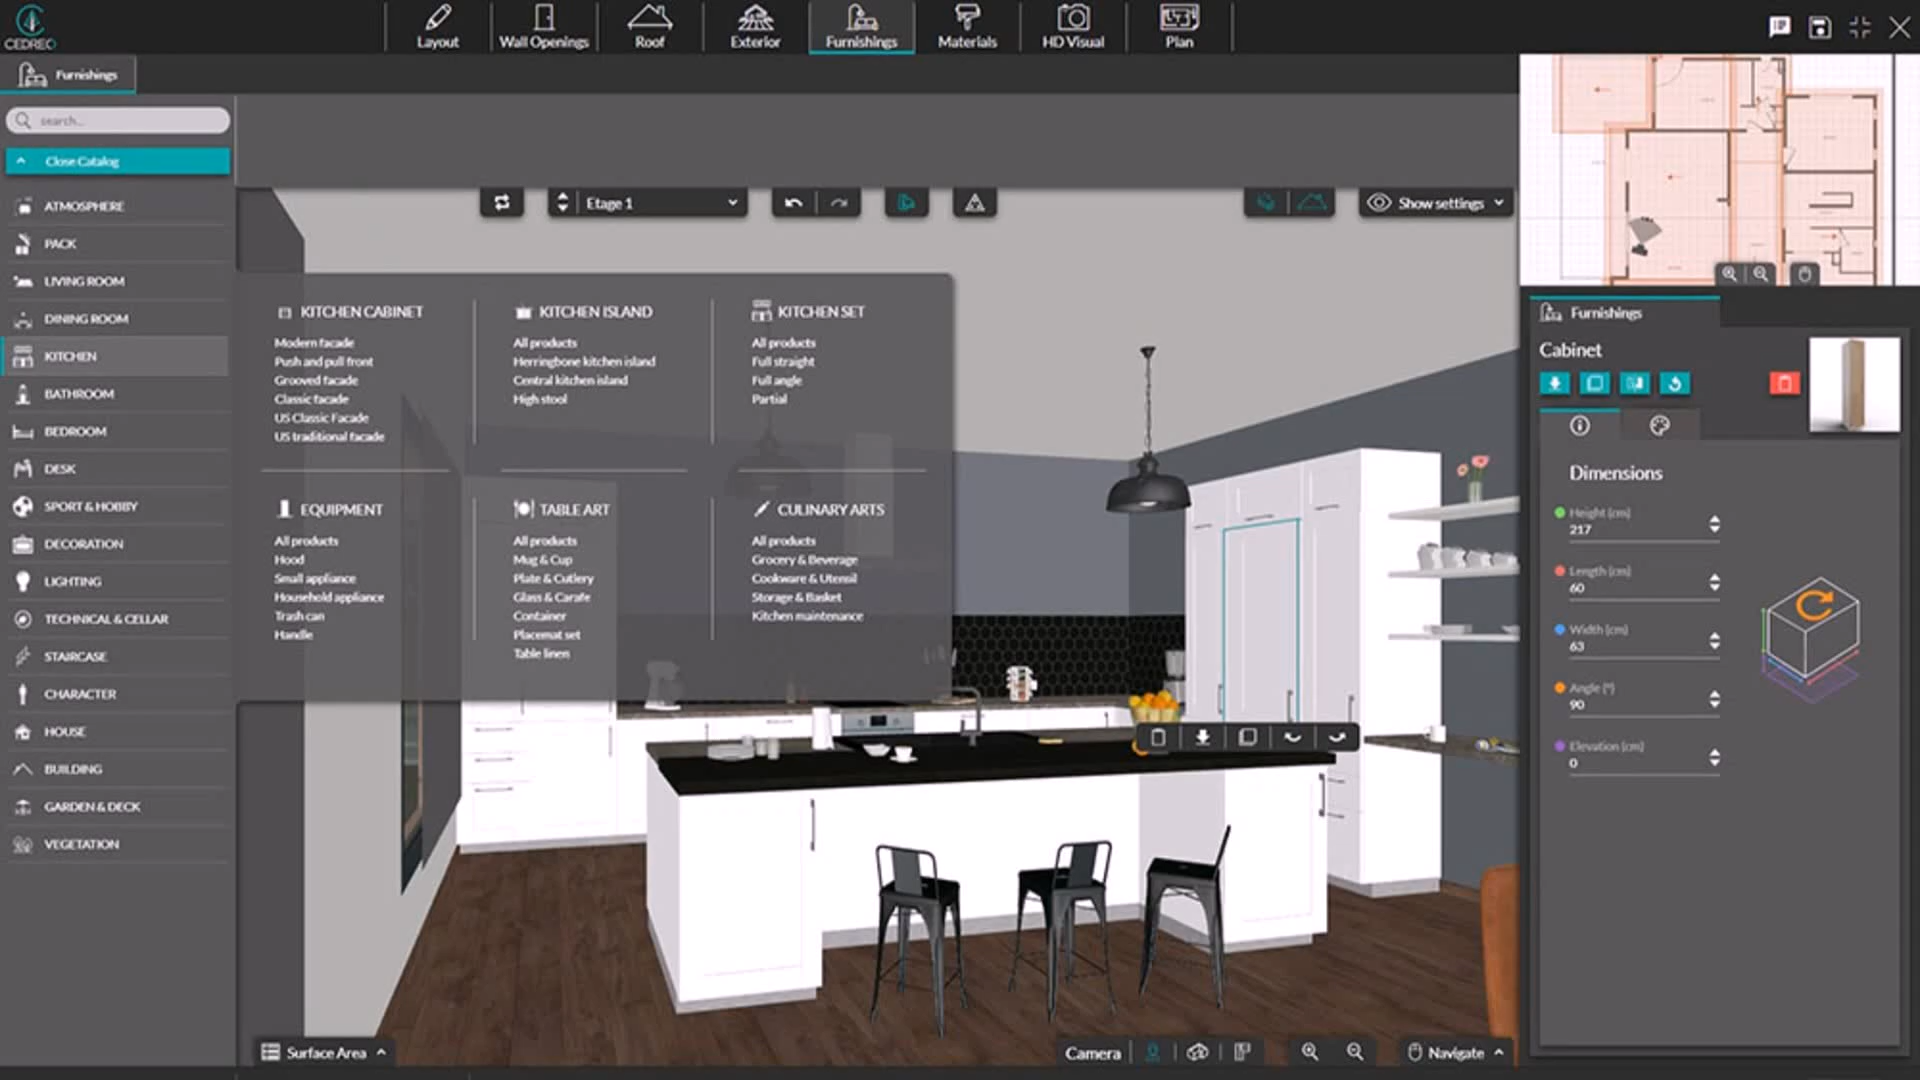 CEDREO
Layout
Wall Openings
Roof
Exterior
Furnishings
Materials
HD Visual
Plan
Furnishings
search...
Close Catalog
ATMOSPHERE
PACK
LIVING ROOM
DINING ROOM
KITCHEN
BATHROOM
BEDROOM
DESK
SPORT & HOBBY
DECORATION
LIGHTING
TECHNICAL & CELLAR
STAIRCASE
CHARACTER
HOUSE
BUILDING
GARDEN & DECK
VEGETATION
Etage 1
Show settings
KITCHEN CABINET
Modern facade
Push and pull front
Grooved facade
Classic facade
US Classic Facade
US traditional facade
KITCHEN ISLAND
All products
Herringbone kitchen island
Central kitchen island
High stool
KITCHEN SET
All products
Full straight
Full angle
Partial
EQUIPMENT
All products
Hood
Small appliance
Household appliance
Trash can
Handle
TABLE ART
All products
Mug & Cup
Plate & Cutlery
Glass & Carafe
Container
Placemat set
Table linen
CULINARY ARTS
All products
Grocery & Beverage
Cookware & Utensil
Storage & Basket
Kitchen maintenance
Furnishings
Cabinet
Dimensions
Height (cm)
217
Length (cm)
60
Width (cm)
63
Angle (°)
90
Elevation (cm)
0
Surface Area
Camera
Navigate